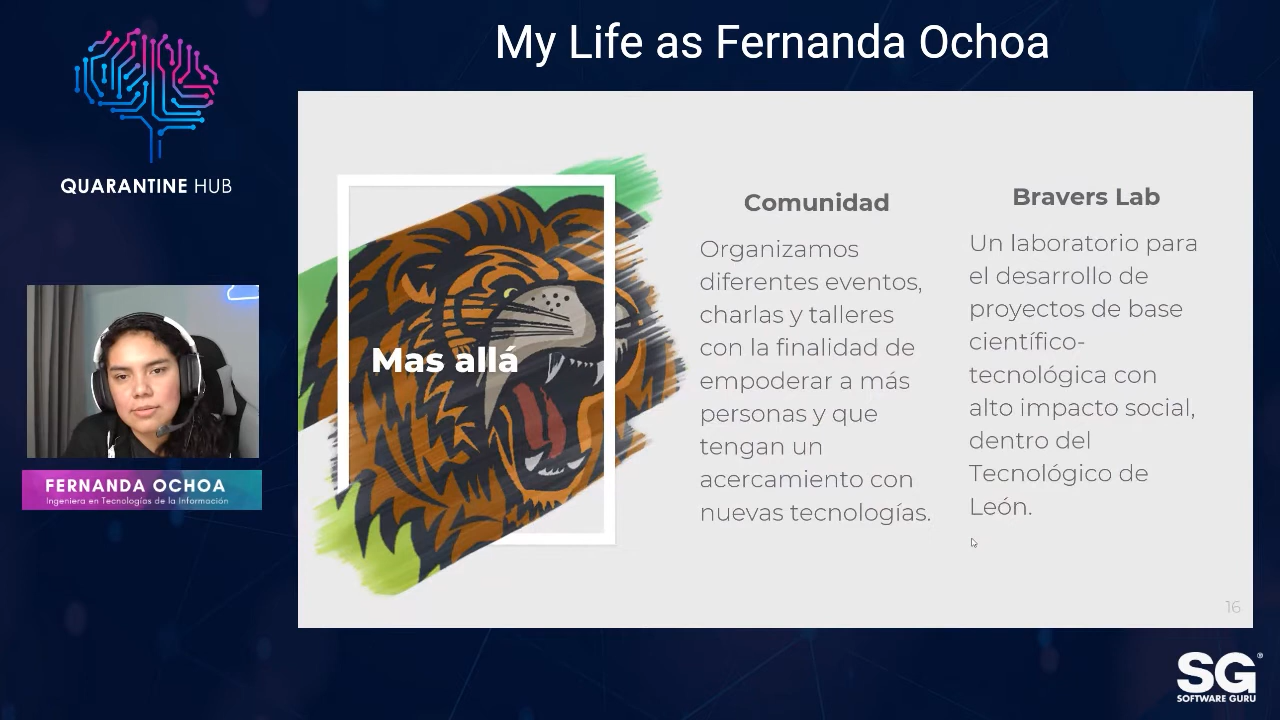 My Life as Fernanda Ochoa
QUARANTINE HUB
FERNANDA OCHOA
Ingeniera en Tecnologías de la Información
Mas allá
Comunidad
Organizamos
diferentes eventos,
charlas y talleres
con la finalidad de
empoderar a más
personas y que
tengan un
acercamiento con
nuevas tecnologías.
Bravers Lab
Un laboratorio para
el desarrollo de
proyectos de base
científico-
tecnológica con
alto impacto social,
dentro del
Tecnológico de
León.
16
SG®
SOFTWARE GURU